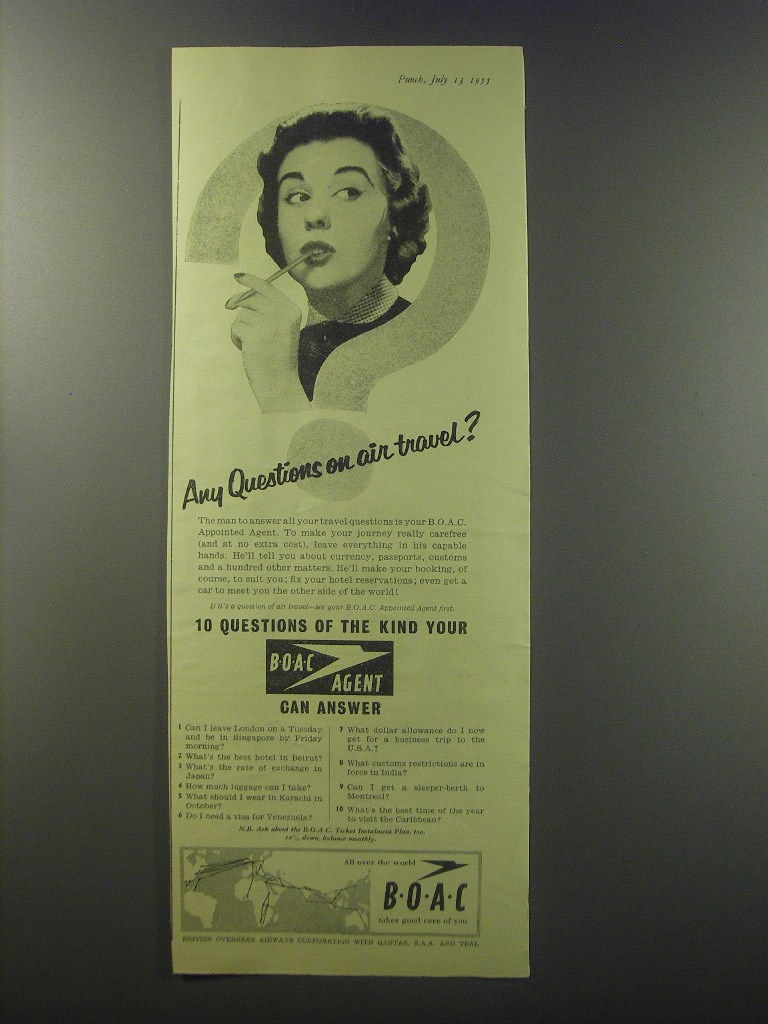 Punch, July 13 1955
Any Questions on air travel?
The man to answer all your travel questions is your B.O.A.C.
Appointed Agent. To make your journey really carefree
(and at no extra cost), leave everything in his capable
hands. He'll tell you about currency, passports, customs
and a hundred other matters. He'll make your booking, of
course, to suit you; fix your hotel reservations; even get a
car to meet you the other side of the world!
If it's a question of air travel—see your B.O.A.C. Appointed Agent first
10 QUESTIONS OF THE KIND YOUR
B·O·A·C
AGENT
CAN ANSWER
1 Can I leave London on a Tuesday
and be in Singapore by Friday
morning?
2 What's the best hotel in Beirut?
3 What's the rate of exchange in
Japan?
4 How much luggage can I take?
5 What should I wear in Karachi in
October?
6 Do I need a visa for Venezuela?
7 What dollar allowance do I now
get for a business trip to the
U.S.A.?
8 What customs restrictions are in
force in India?
9 Can I get a sleeper-berth to
Montreal?
10 What's the best time of the year
to visit the Caribbean?
N.B. Ask about the B.O.A.C. Ticket Instalment Plan, too.
10% down, balance monthly.
All over the world
B·O·A·C
takes good care of you
BRITISH OVERSEAS AIRWAYS CORPORATION WITH QANTAS, S.A.A. AND TEAL